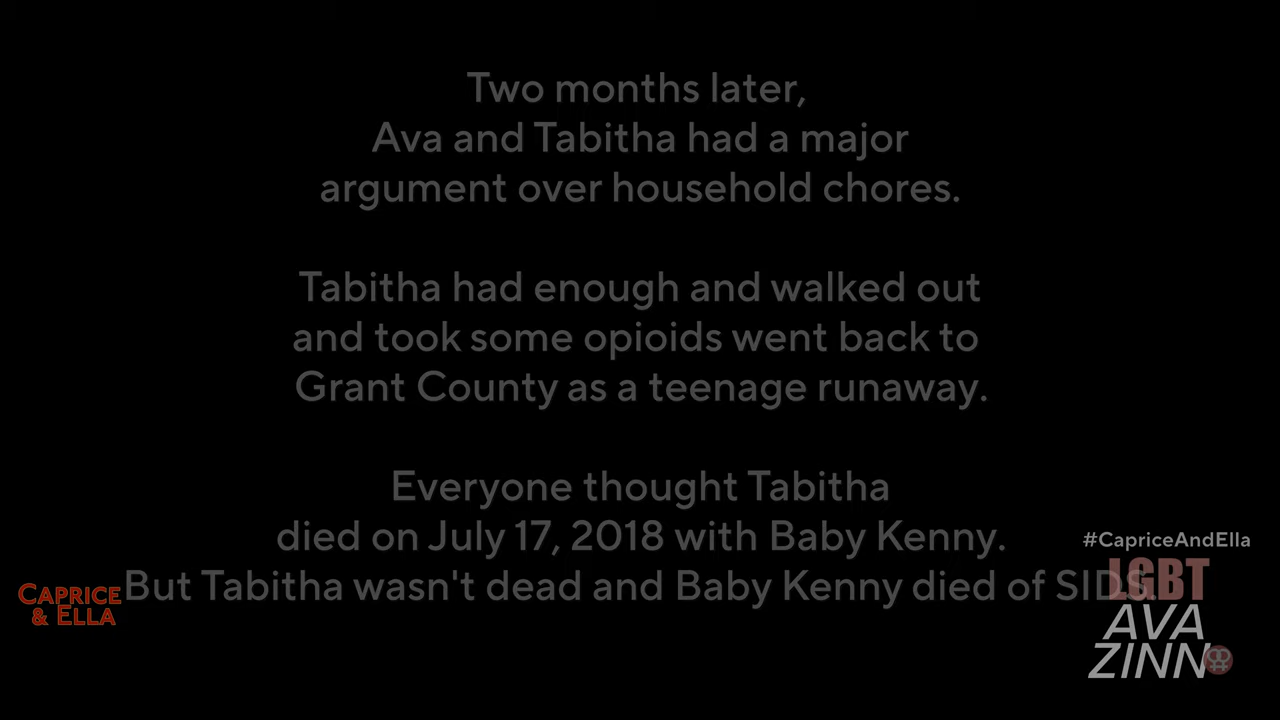 Two months later,
Ava and Tabitha had a major
argument over household chores.
Tabitha had enough and walked out
and took some opioids went back to
Grant County as a teenage runaway.
Everyone thought Tabitha
died on July 17, 2018 with Baby Kenny.
But Tabitha wasn't dead and Baby Kenny died of SIDS.
CAPRICE
& ELLA
#CapriceAndElla
LGBT
AVA
ZINN